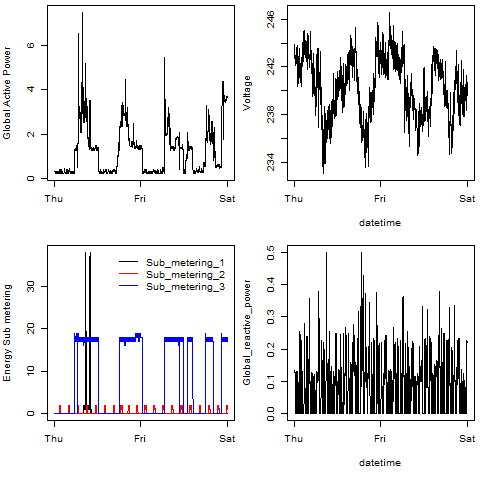 Global Active Power
0 2 4 6
Thu Fri Sat
Voltage
234 238 242 246
Thu Fri Sat
datetime
Energy Sub metering
0 10 20 30
Sub_metering_1
Sub_metering_2
Sub_metering_3
Thu Fri Sat
Global_reactive_power
0.0 0.1 0.2 0.3 0.4 0.5
Thu Fri Sat
datetime